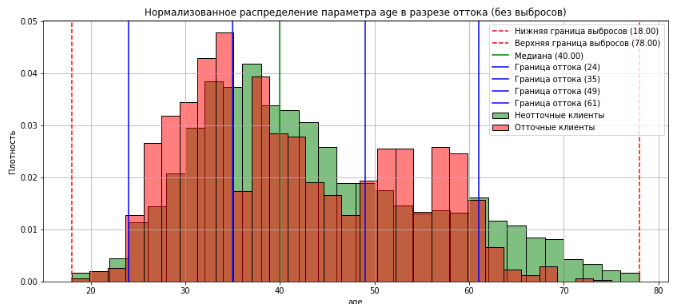 Нормализованное распределение параметра age в разрезе оттока (без выбросов)
0.05
0.04
0.03
0.02
0.01
0.00
Плотность
Нижняя граница выбросов (18.00)
Верхняя граница выбросов (78.00)
Медиана (40.00)
Граница оттока (24)
Граница оттока (35)
Граница оттока (49)
Граница оттока (61)
Неотточные клиенты
Отточные клиенты
20 30 40 50 60 70 80
age